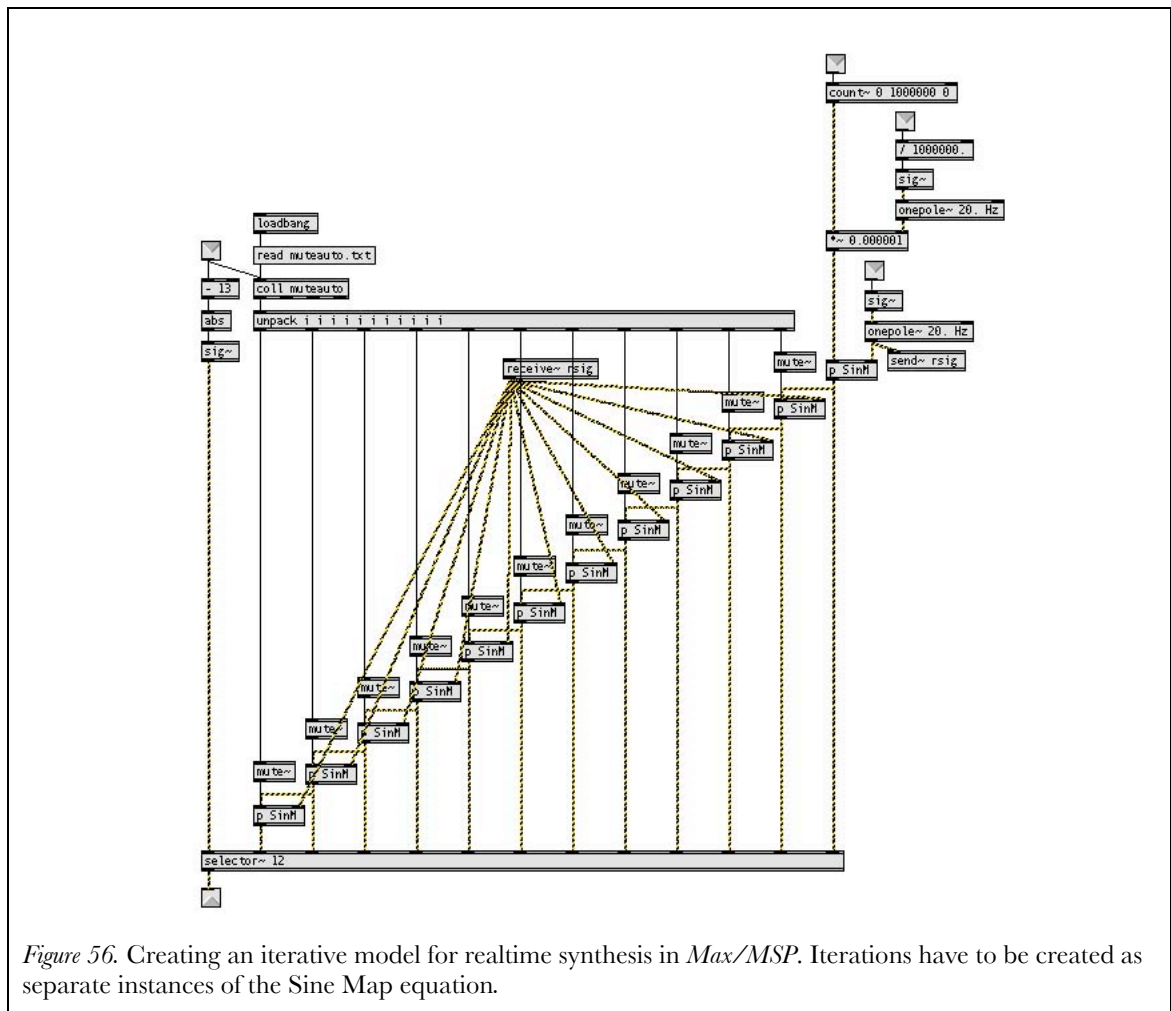 count~ 0 1000000 0
/ 1000000.
sig~
onepole~ 20. Hz
loadbang
*~ 0.000001
read muteauto.txt
- 13
coll muteauto
sig~
abs
unpack i i i i i i i i i i i
onepole~ 20. Hz
sig~
send~ rsig
mute~
receive~ rsig
p SinM
mute~
p SinM
mute~
p SinM
mute~
p SinM
mute~
p SinM
mute~
p SinM
mute~
p SinM
mute~
p SinM
mute~
p SinM
mute~
p SinM
mute~
p SinM
p SinM
selector~ 12
Figure 56. Creating an iterative model for realtime synthesis in Max/MSP. Iterations have to be created as
separate instances of the Sine Map equation.